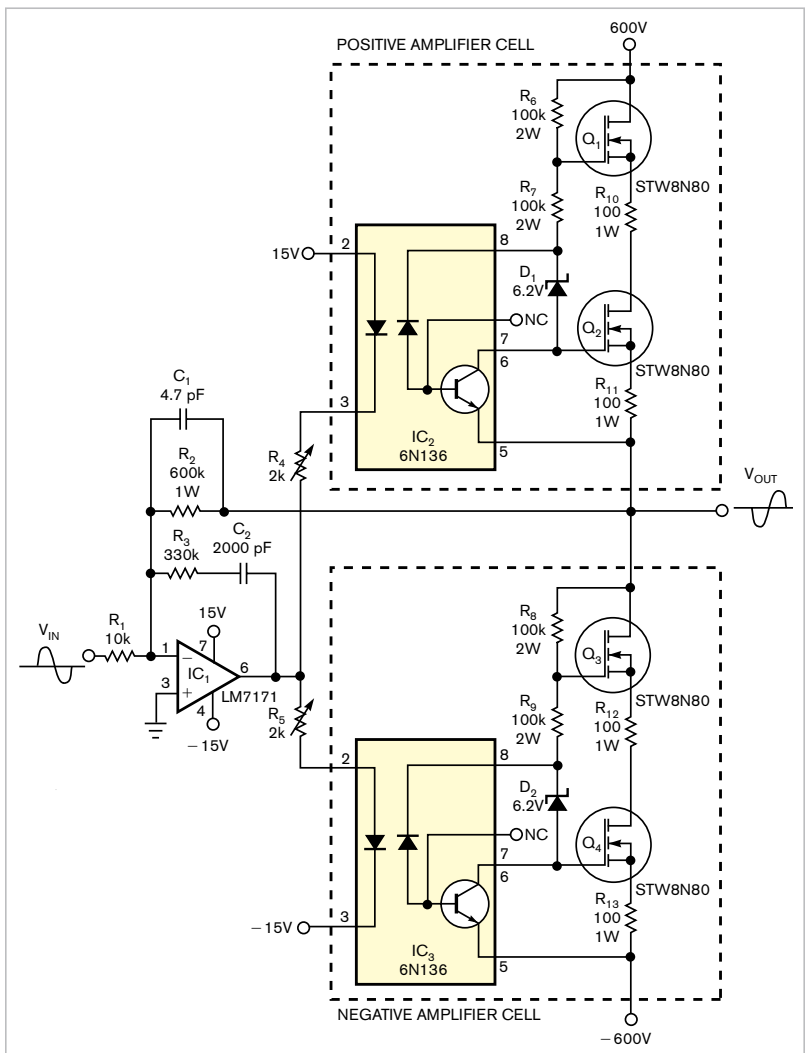 600V
POSITIVE AMPLIFIER CELL
R6
100k
2W
Q1
STW8N80
R7
100k
2W
R10
100
1W
15V
2
8
D1
6.2V
NC
Q2
7
6
STW8N80
R11
100
1W
3
5
IC2
6N136
C1
4.7 pF
R2
600k
1W
R4
2k
VOUT
R3
330k
C2
2000 pF
R1
10k
VIN
15V
7
1
−
IC1
6
3
+
LM7171
4
−15V
R5
2k
R8
100k
2W
Q3
STW8N80
R9
100k
2W
R12
100
1W
2
8
D2
6.2V
NC
Q4
7
6
STW8N80
R13
100
1W
−15V
3
IC3
6N136
5
NEGATIVE AMPLIFIER CELL
−600V